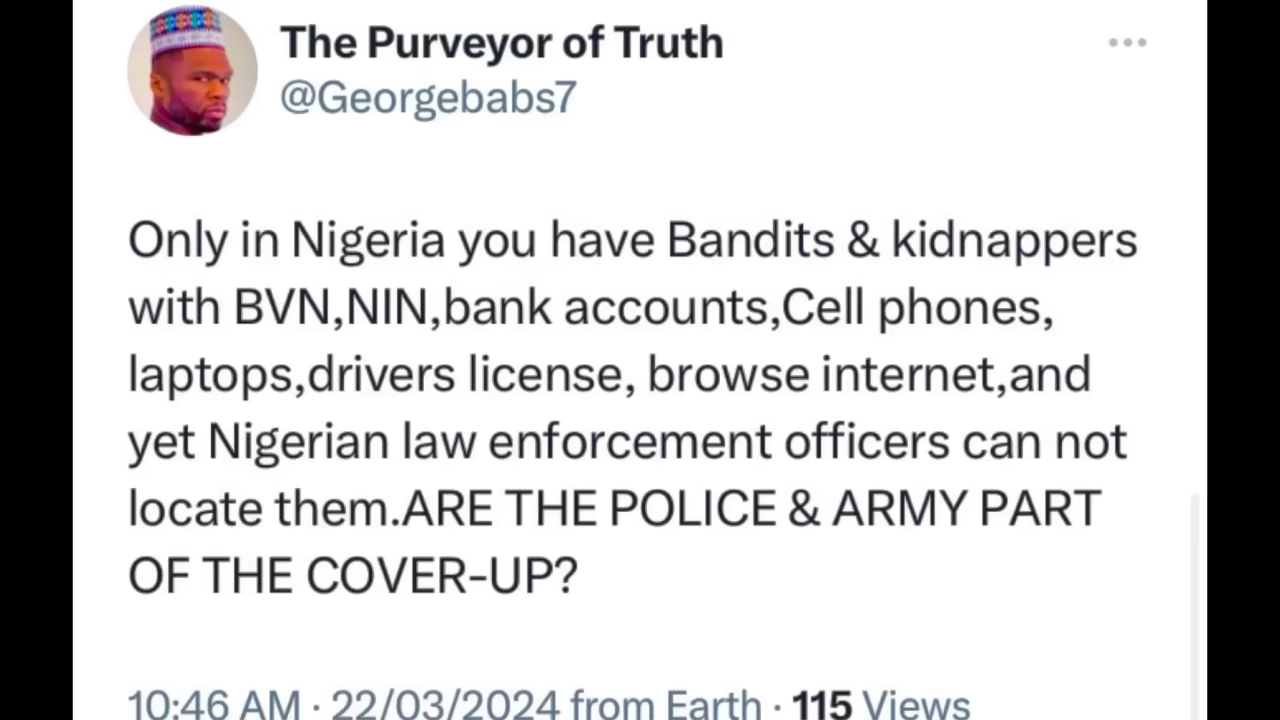 The Purveyor of Truth
@Georgebabs7
Only in Nigeria you have Bandits & kidnappers
with BVN,NIN,bank accounts,Cell phones,
laptops,drivers license, browse internet,and
yet Nigerian law enforcement officers can not
locate them.ARE THE POLICE & ARMY PART
OF THE COVER-UP?
10:46 AM · 22/03/2024 from Earth · 115 Views